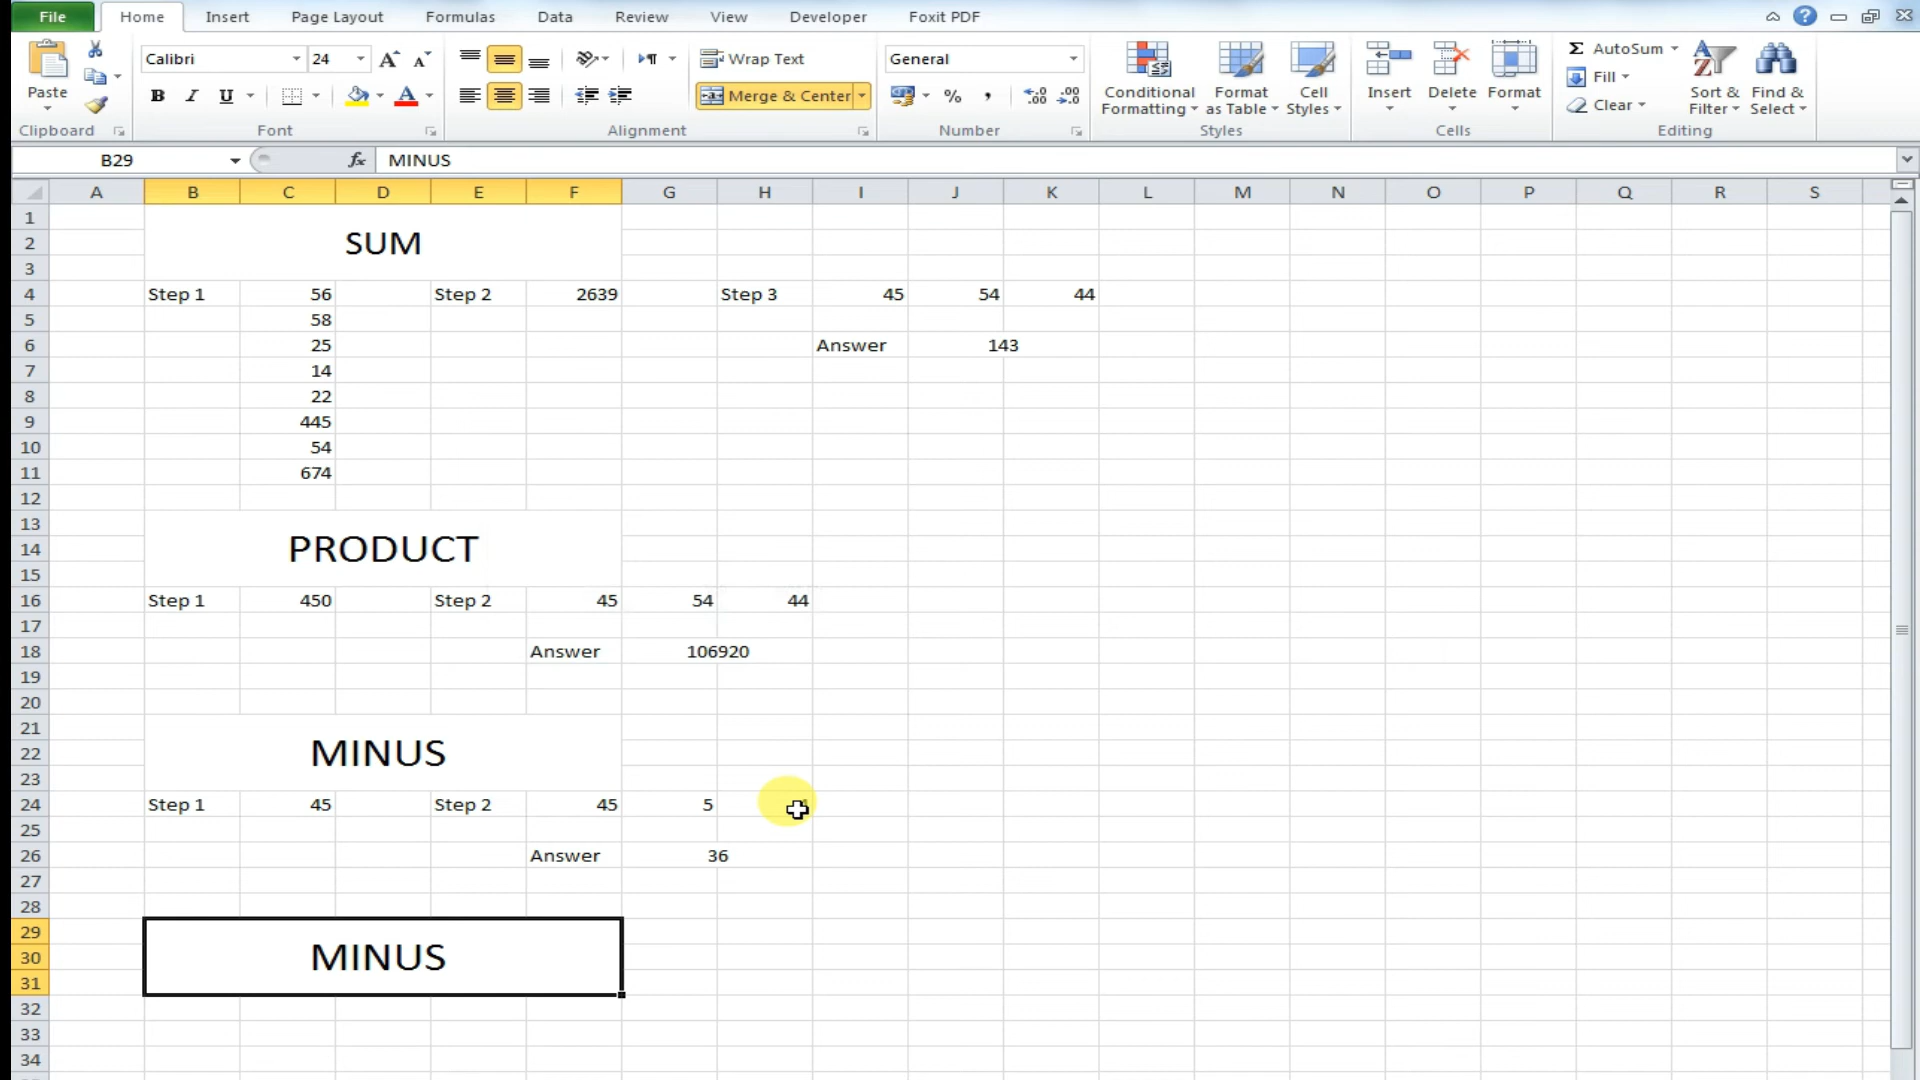 File Home Insert Page Layout Formulas Data Review View Developer Foxit PDF
Calibri 24 Wrap Text General AutoSum
Paste B I U Merge & Center % , Conditional Formatting Format as Table Cell Styles Insert Delete Format Fill Clear Sort & Filter Find & Select
Clipboard Font Alignment Number Styles Cells Editing
B29 fx MINUS
A B C D E F G H I J K L M N O P Q R S
1
2 SUM
3
4 Step 1 56 Step 2 2639 Step 3 45 54 44
5 58
6 25 Answer 143
7 14
8 22
9 445
10 54
11 674
12
13
14 PRODUCT
15
16 Step 1 450 Step 2 45 54 44
17
18 Answer 106920
19
20
21
22 MINUS
23
24 Step 1 45 Step 2 45 5
25
26 Answer 36
27
28
29
30 MINUS
31
32
33
34